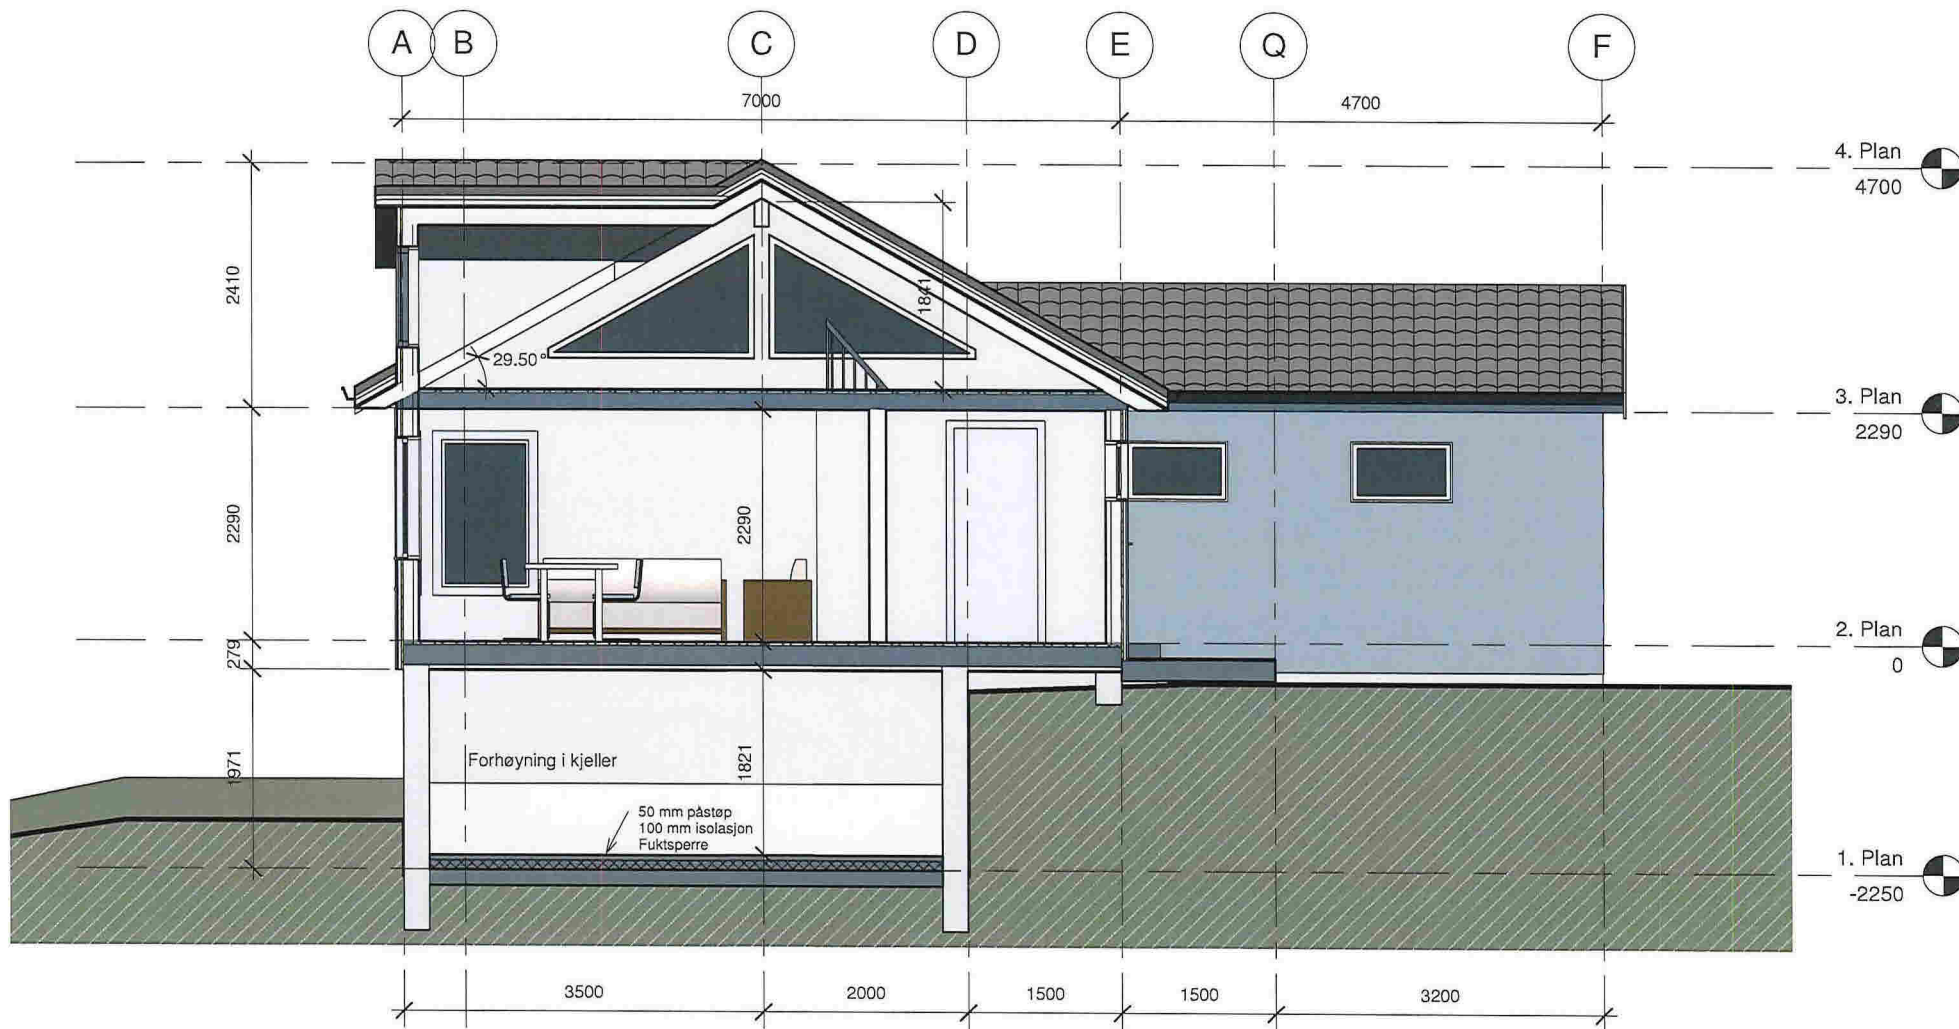 A B C D E Q F
7000 4700
4. Plan
4700
2410
1841
29.50°
3. Plan
2290
2290
2290
279
2. Plan
0
1971
Forhøyning i kjeller
1821
50 mm påstøp
100 mm isolasjon
Fuktsperre
1. Plan
-2250
3500 2000 1500 1500 3200